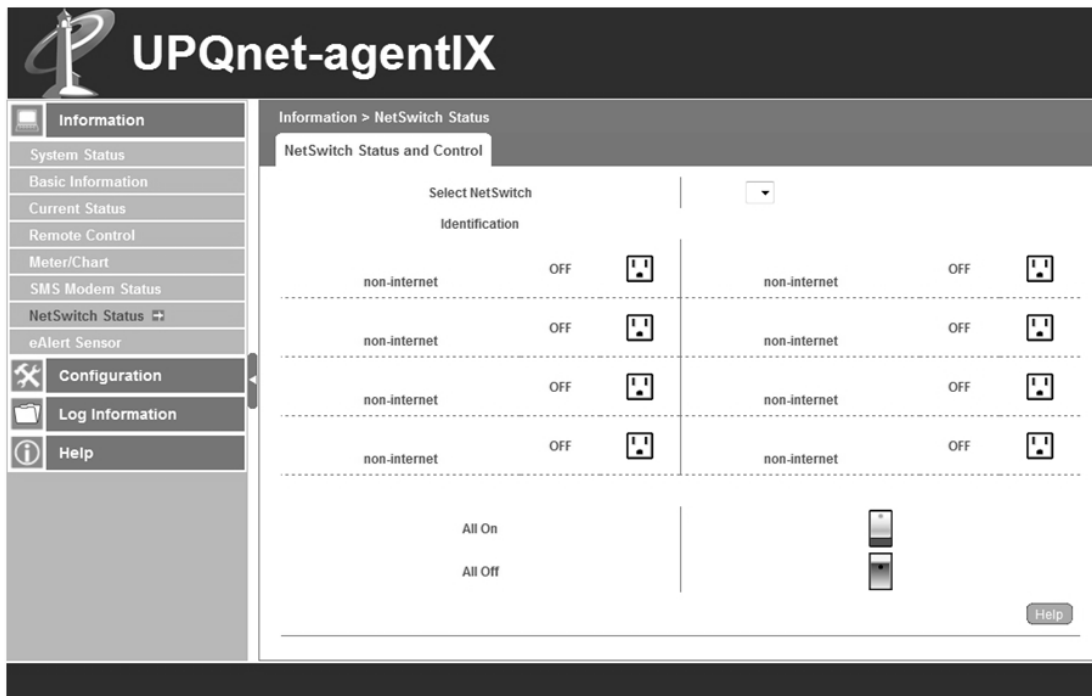 UPQnet-agentIX
Information
System Status
Basic Information
Current Status
Remote Control
Meter/Chart
SMS Modem Status
NetSwitch Status
eAlert Sensor
Configuration
Log Information
Help
Information > NetSwitch Status
NetSwitch Status and Control
Select NetSwitch
Identification
non-internet OFF non-internet OFF
non-internet OFF non-internet OFF
non-internet OFF non-internet OFF
non-internet OFF non-internet OFF
All On
All Off
Help